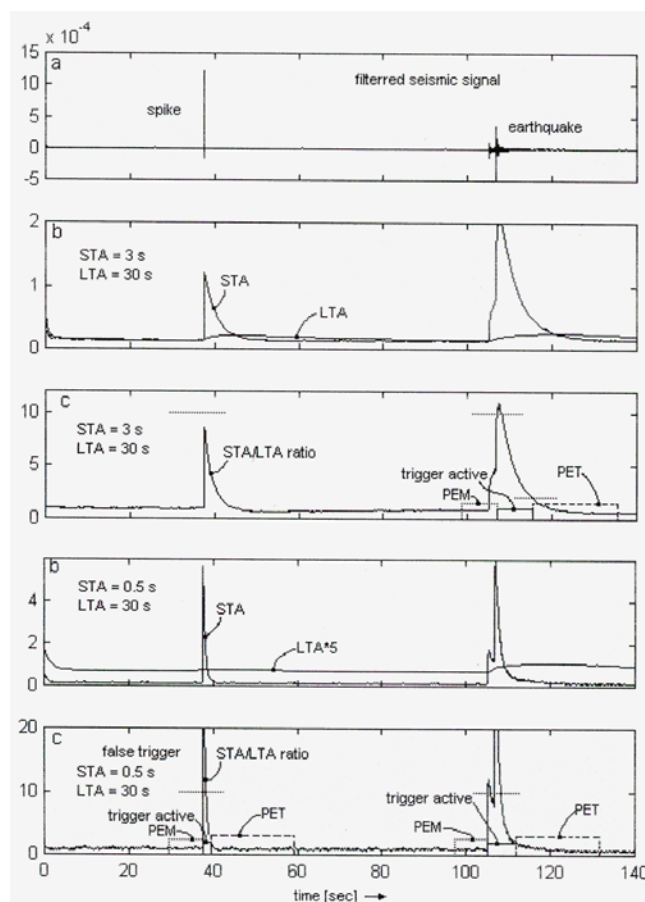 x 10⁻⁴
15
a
filterred seismic signal
10
spike
5
earthquake
0
-5
2
b
STA = 3 s
LTA = 30 s
STA
1
LTA
0
c
10
STA = 3 s
LTA = 30 s
STA/LTA ratio
trigger active
PET
5
PEM
0
b
STA = 0.5 s
LTA = 30 s
4
STA
2
LTA*5
0
20
c
false trigger
STA/LTA ratio
STA = 0.5 s
LTA = 30 s
10
trigger active
PEM
PET
trigger active
PEM
PET
0
0 20 40 60 80 100 120 140
time [sec] →